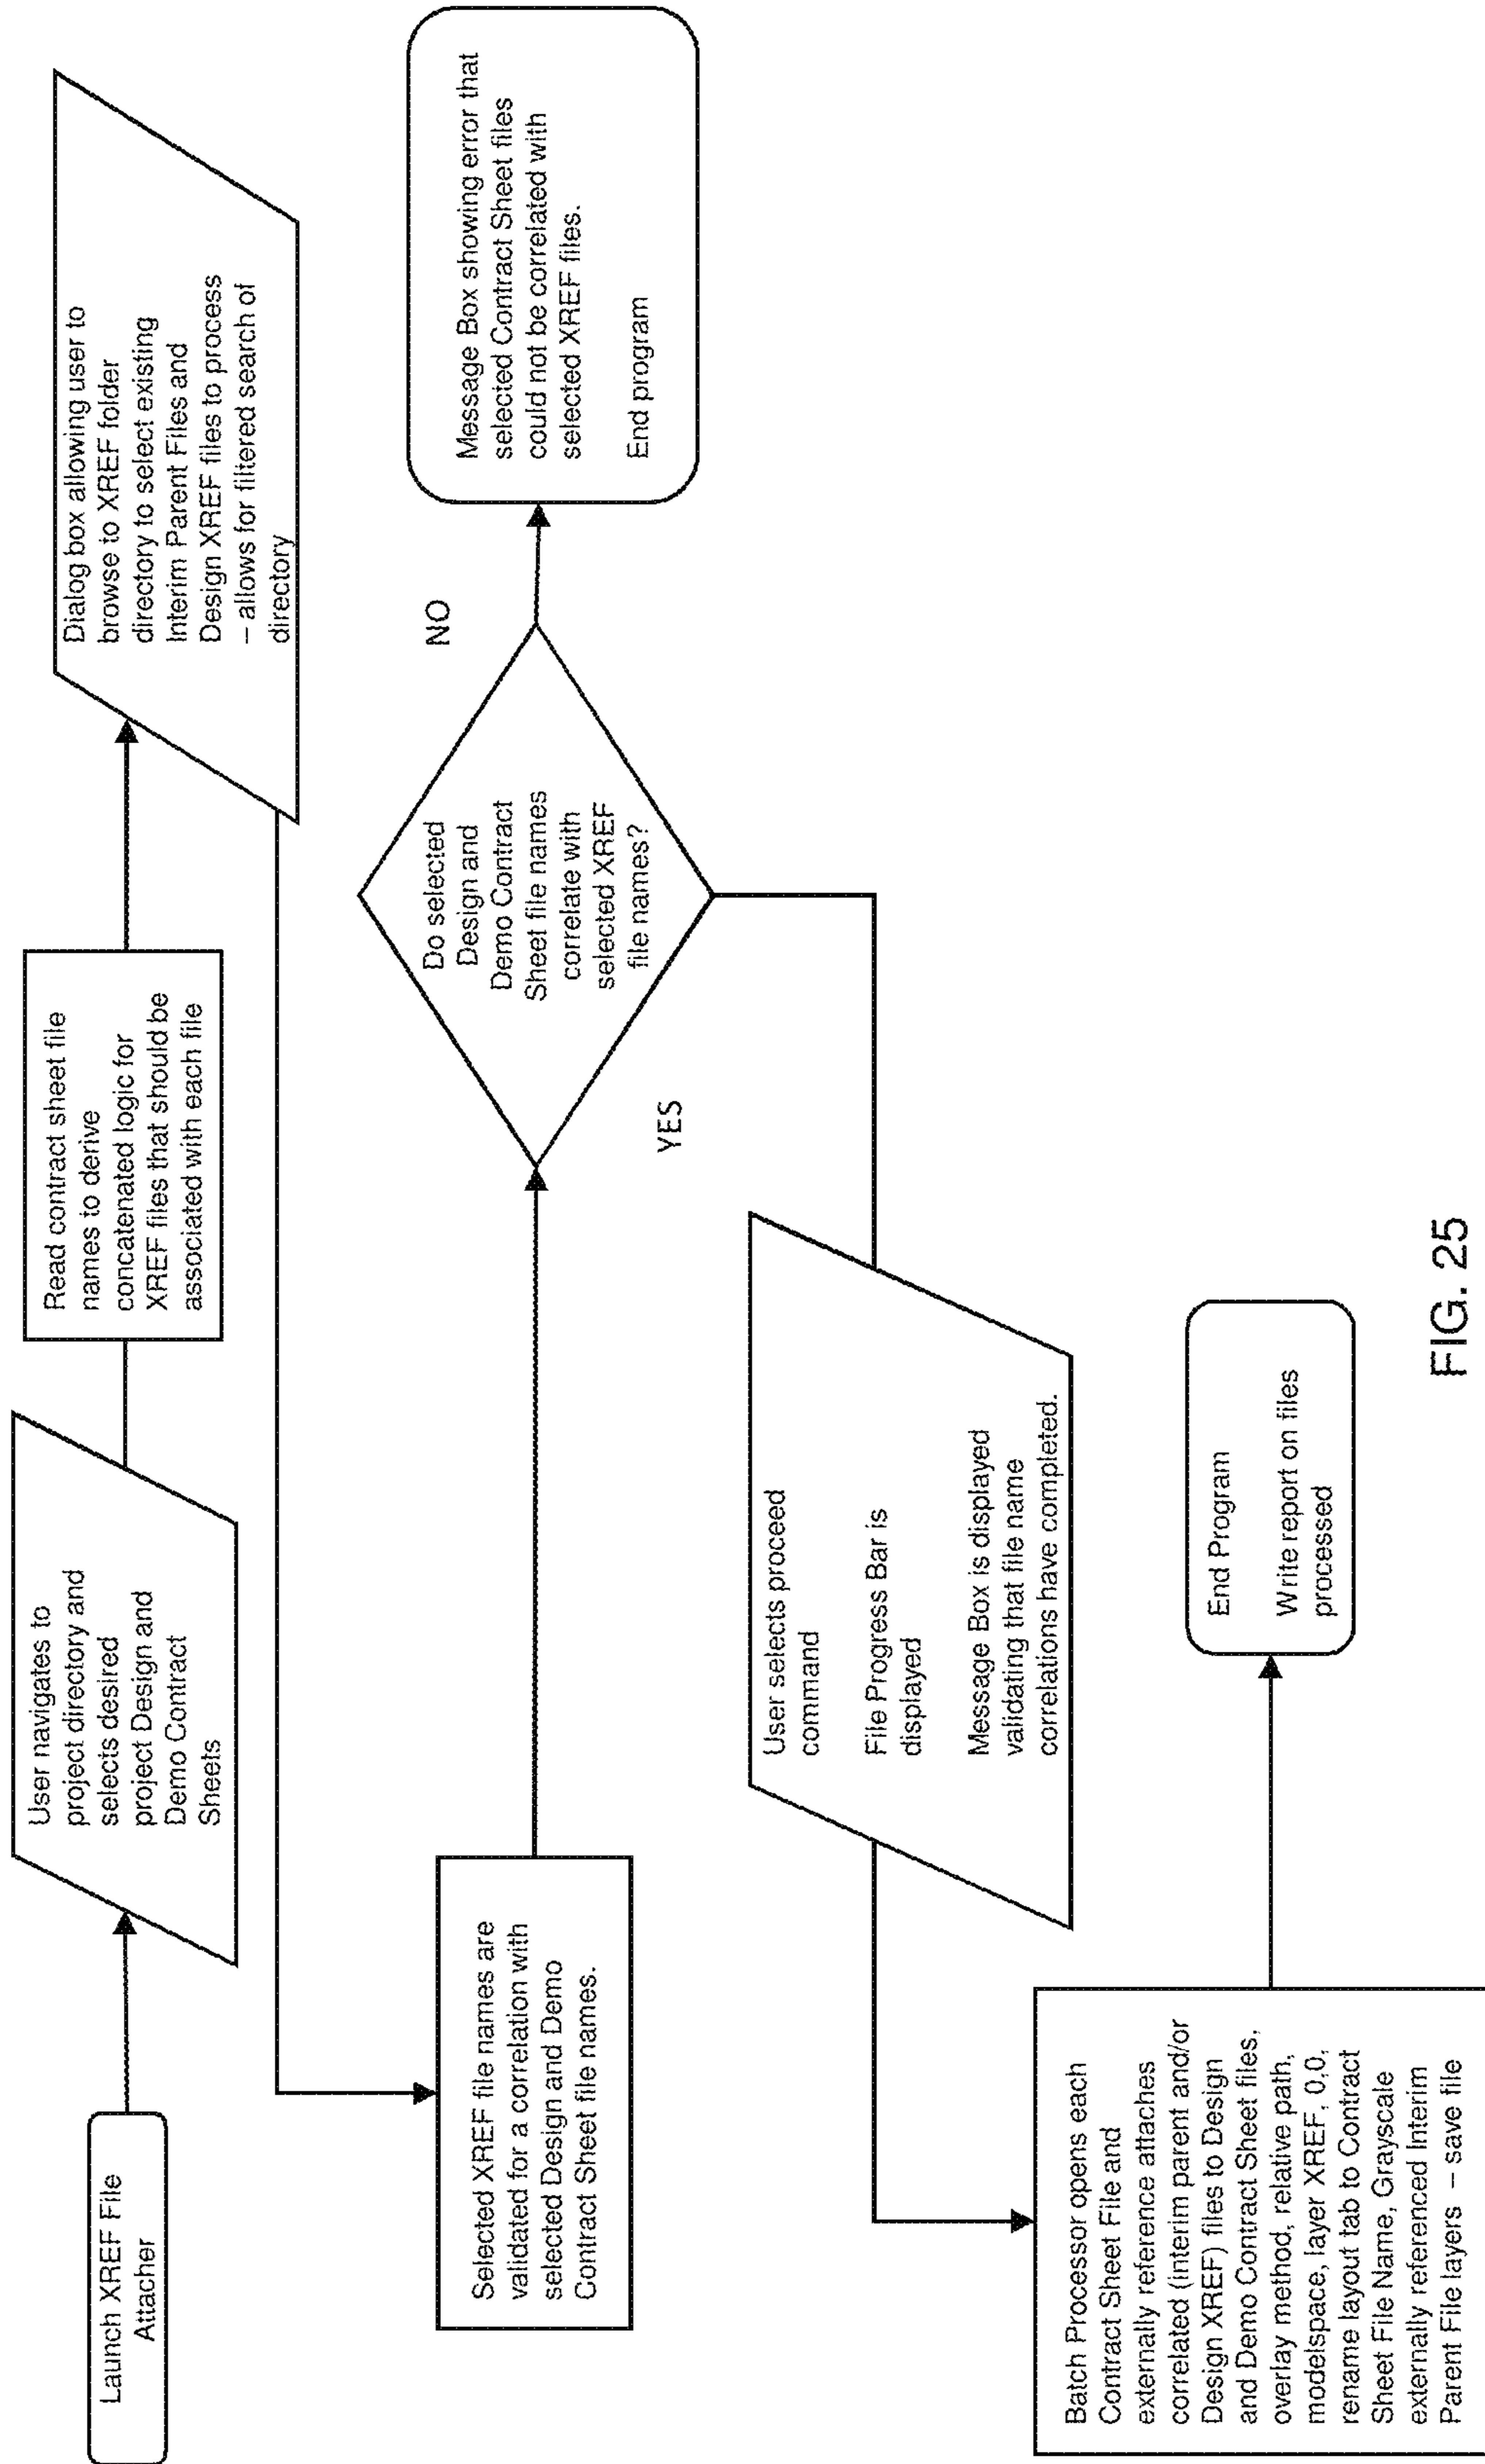 Launch XREF File
Attacher
User navigates to
project directory and
selects desired
project Design and
Demo Contract
Sheets
Read contract sheet file
names to derive
concatenated logic for
XREF files that should be
associated with each file
Dialog box allowing user to
browse to XREF folder
directory to select existing
Interim Parent Files and
Design XREF files to process
– allows for filtered search of
directory
Selected XREF file names are
validated for a correlation with
selected Design and Demo
Contract Sheet file names.
Do selected
Design and
Demo Contract
Sheet file names
correlate with
selected XREF
file names?
NO
Message Box showing error that
selected Contract Sheet files
could not be correlated with
selected XREF files.
End program
YES
User selects proceed
command
File Progress Bar is
displayed
Message Box is displayed
validating that file name
correlations have completed.
Batch Processor opens each
Contract Sheet File and
externally reference attaches
correlated (interim parent and/or
Design XREF) files to Design
and Demo Contract Sheet files,
overlay method, relative path,
modelspace, layer XREF, 0,0,
rename layout tab to Contract
Sheet File Name, Grayscale
externally referenced Interim
Parent File layers – save file
End Program
Write report on files
processed
FIG. 25